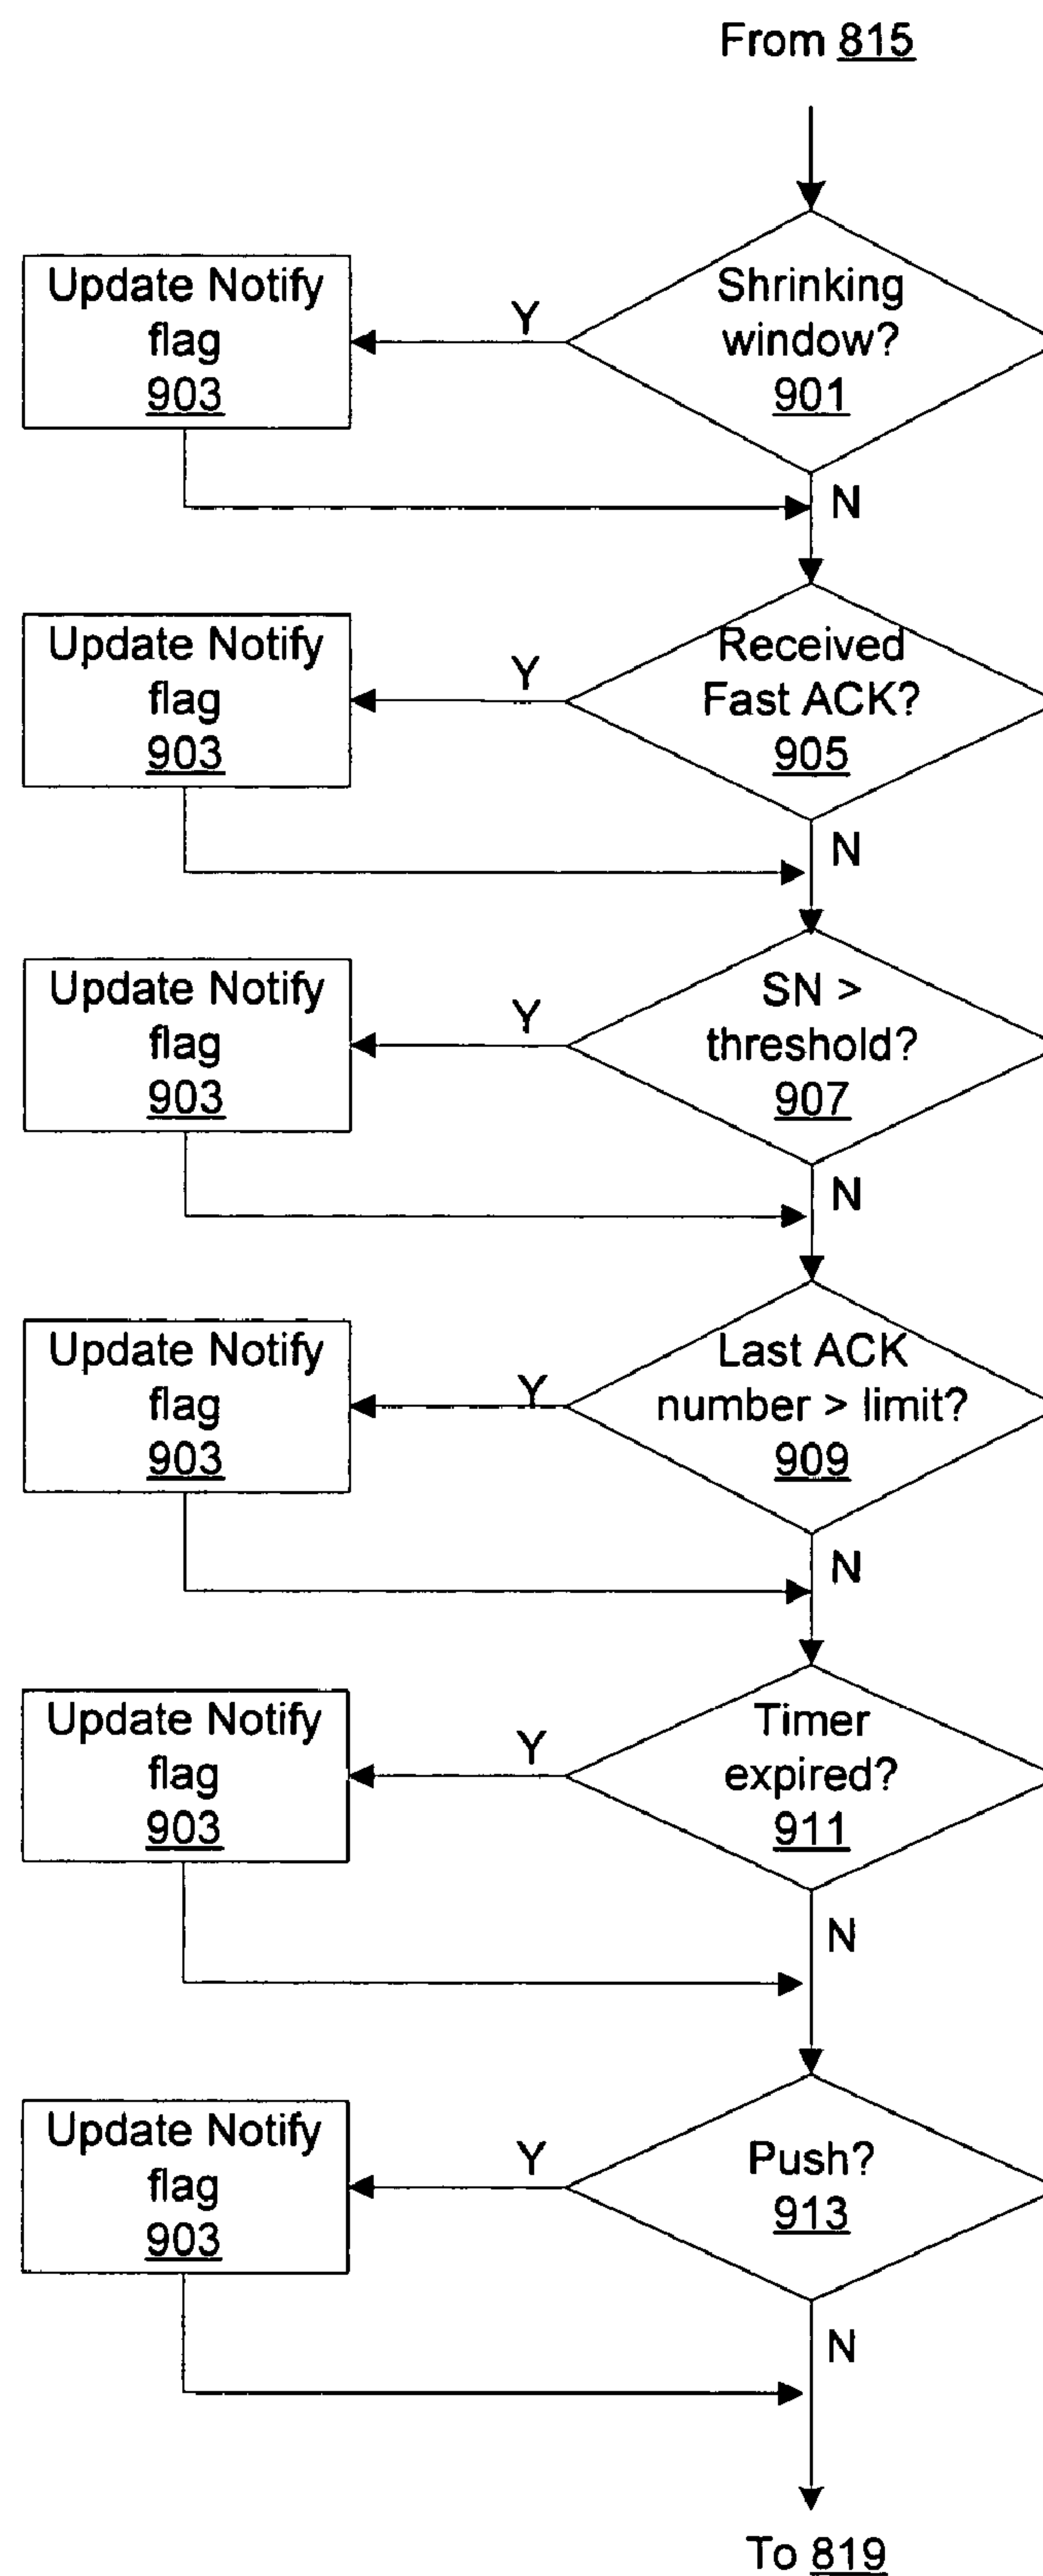 From 815
Shrinking
window?
901
Y
Update Notify
flag
903
N
Received
Fast ACK?
905
Y
Update Notify
flag
903
N
SN >
threshold?
907
Y
Update Notify
flag
903
N
Last ACK
number > limit?
909
Y
Update Notify
flag
903
N
Timer
expired?
911
Y
Update Notify
flag
903
N
Push?
913
Y
Update Notify
flag
903
N
To 819